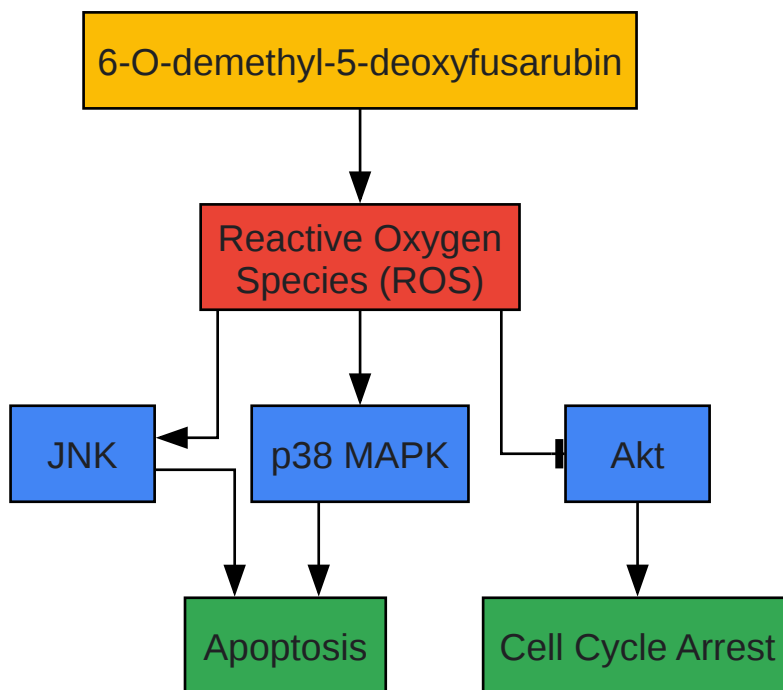 6-O-demethyl-5-deoxyfusarubin
Reactive Oxygen
Species (ROS)
JNK
p38 MAPK
Akt
Apoptosis
Cell Cycle Arrest